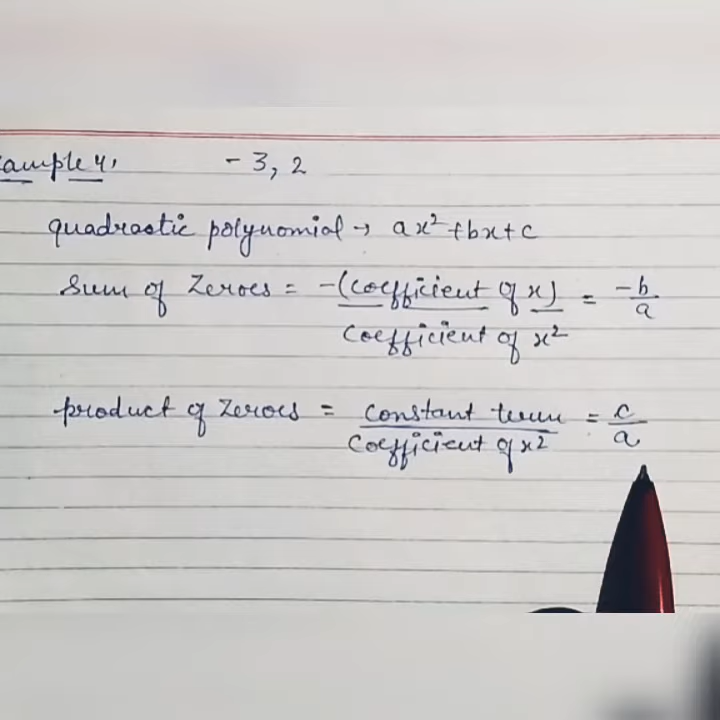 ample 4, - 3, 2
quadractic polynomial → ax² + bx + c
Sum of Zeroes = -(coefficient of x) / coefficient of x² = -b/a
product of Zeroes = constant term / coefficient of x² = c/a